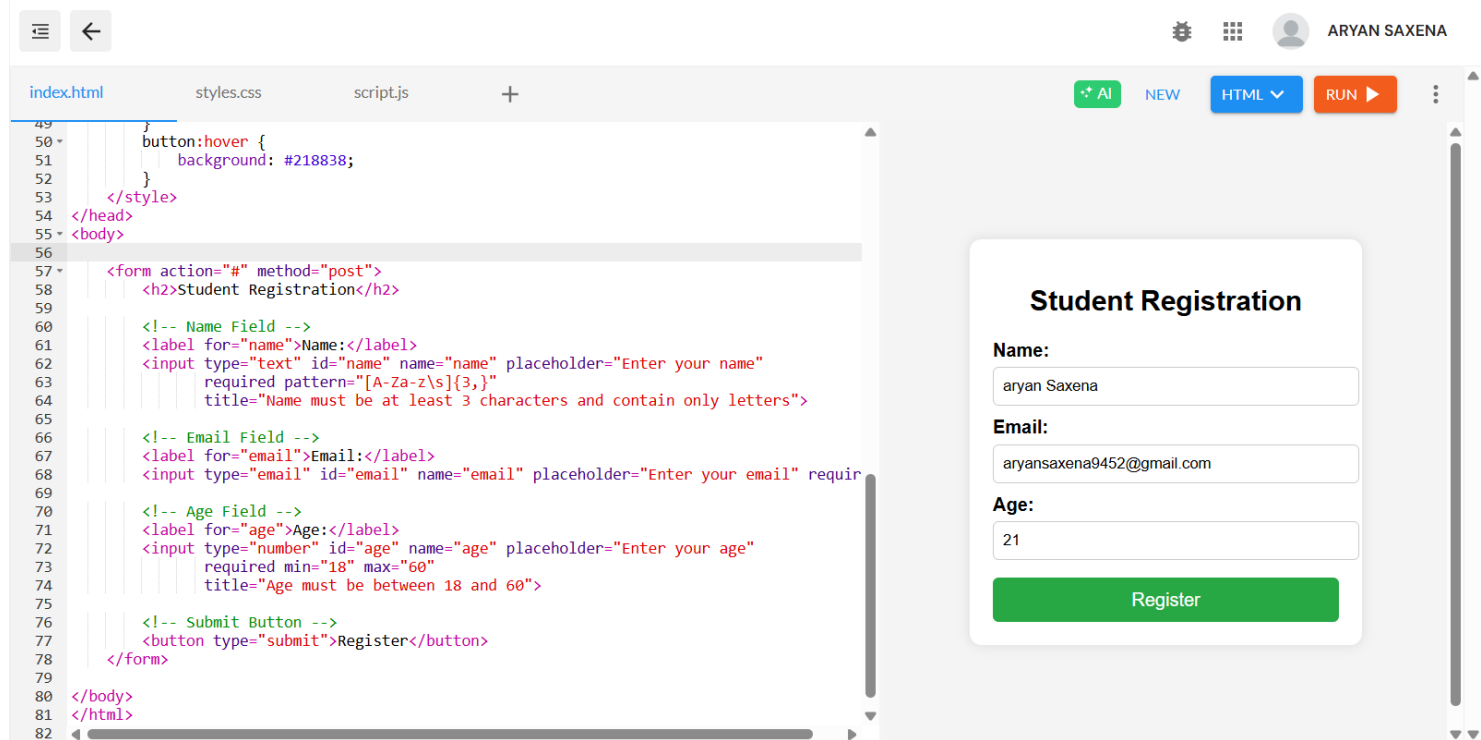 ARYAN SAXENA
index.html styles.css script.js + AI NEW HTML RUN
49 }
50 button:hover {
51 background: #218838;
52 }
53 </style>
54 </head>
55 <body>
56
57 <form action="#" method="post">
58 <h2>Student Registration</h2>
59
60 <!-- Name Field -->
61 <label for="name">Name:</label>
62 <input type="text" id="name" name="name" placeholder="Enter your name"
63 required pattern="[A-Za-z\s]{3,}"
64 title="Name must be at least 3 characters and contain only letters">
65
66 <!-- Email Field -->
67 <label for="email">Email:</label>
68 <input type="email" id="email" name="email" placeholder="Enter your email" requir
69
70 <!-- Age Field -->
71 <label for="age">Age:</label>
72 <input type="number" id="age" name="age" placeholder="Enter your age"
73 required min="18" max="60"
74 title="Age must be between 18 and 60">
75
76 <!-- Submit Button -->
77 <button type="submit">Register</button>
78 </form>
79
80 </body>
81 </html>
82
Student Registration
Name:
aryan Saxena
Email:
aryansaxena9452@gmail.com
Age:
21
Register